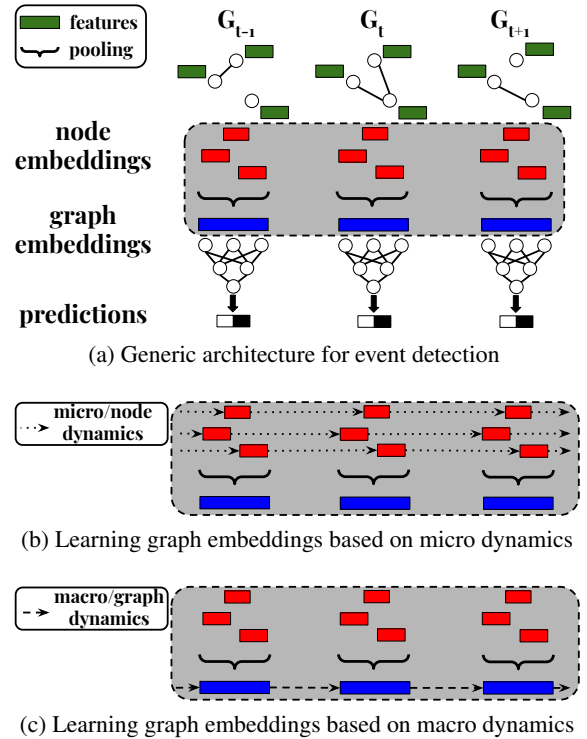 features
pooling
G_{t-1}
G_t
G_{t+1}
node
embeddings
graph
embeddings
predictions
(a) Generic architecture for event detection
micro/node
dynamics
(b) Learning graph embeddings based on micro dynamics
macro/graph
dynamics
(c) Learning graph embeddings based on macro dynamics